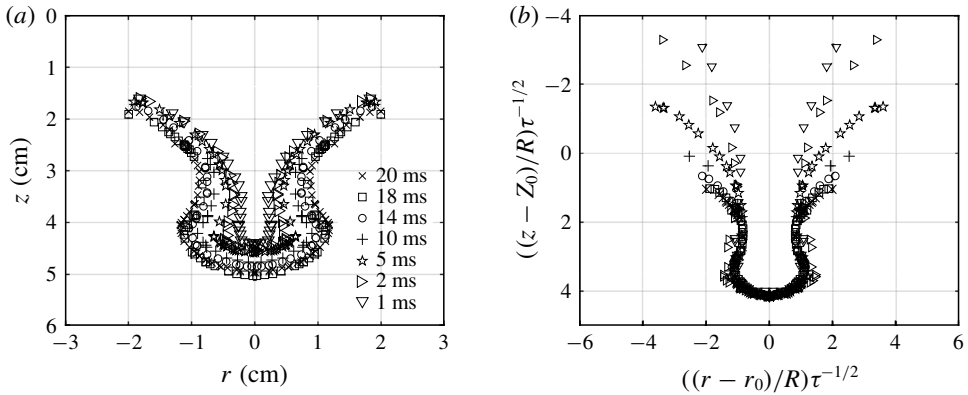 (a)
0
1
2
3
4
5
6
z (cm)
−3 −2 −1 0 1 2 3
r (cm)
20 ms
18 ms
14 ms
10 ms
5 ms
2 ms
1 ms
(b)
−4
−2
0
2
4
((z − Z₀)/R)τ^{−1/2}
−6 −4 −2 0 2 4 6
((r − r₀)/R)τ^{−1/2}